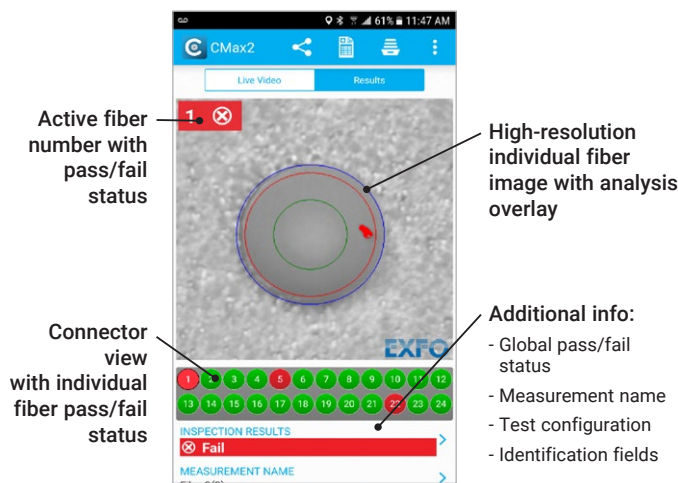 61% 11:47 AM
CMax2
Live Video Results
1
Active fiber
number with
pass/fail
status
High-resolution
individual fiber
image with analysis
overlay
EXFO
Connector
view
with individual
fiber pass/fail
status
1 2 3 4 5 6 7 8 9 10 11 12
13 14 15 16 17 18 19 20 21 22 23 24
Additional info:
- Global pass/fail
status
- Measurement name
- Test configuration
- Identification fields
INSPECTION RESULTS
Fail
MEASUREMENT NAME